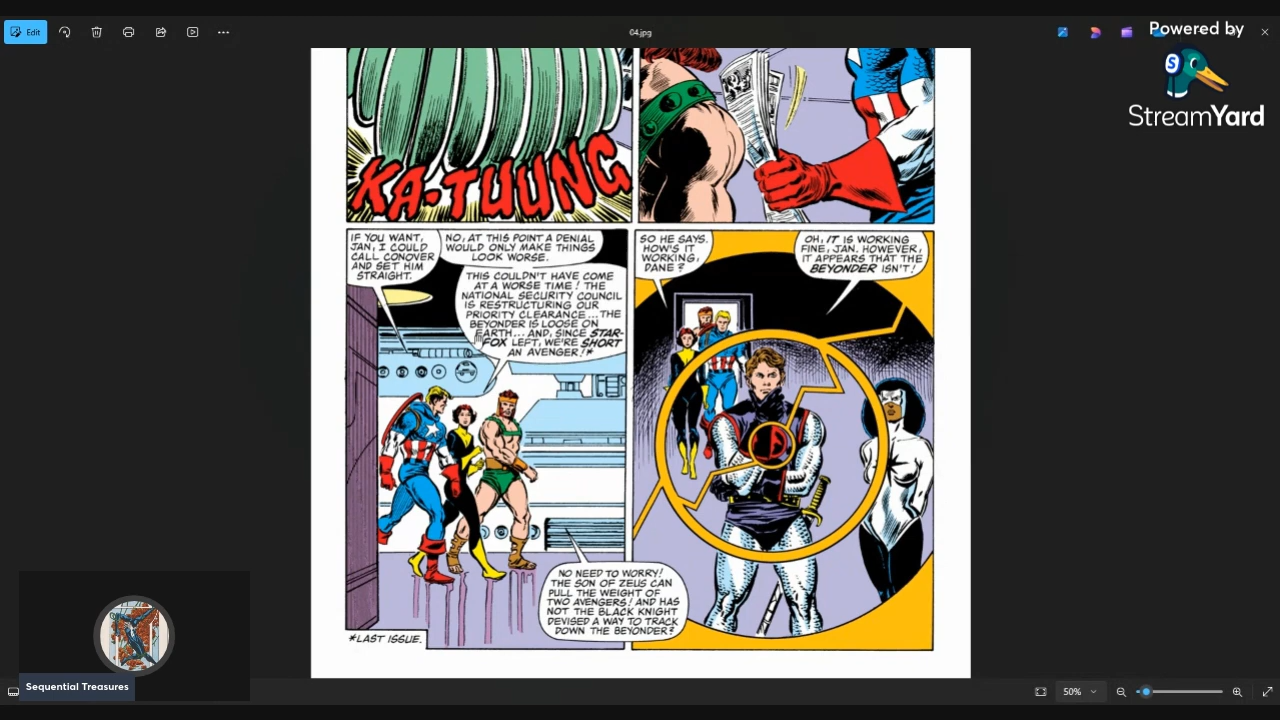 Edit
04.jpg
Powered by
StreamYard
KA-TUUNG
IF YOU WANT,
JAN, I COULD
CALL CONOVER
AND SET HIM
STRAIGHT.
NO, AT THIS POINT A DENIAL
WOULD ONLY MAKE THINGS
LOOK WORSE.
THIS COULDN'T HAVE COME
AT A WORSE TIME! THE
NATIONAL SECURITY COUNCIL
IS RESTRUCTURING OUR
PRIORITY CLEARANCE...THE
BEYONDER IS LOOSE ON
EARTH... AND, SINCE STAR-
FOX LEFT, WE'RE SHORT
AN AVENGER!*
NO NEED TO WORRY!
THE SON OF ZEUS CAN
PULL THE WEIGHT OF
TWO AVENGERS! AND HAS
NOT THE BLACK KNIGHT
DEVISED A WAY TO TRACK
DOWN THE BEYONDER?
*LAST ISSUE.
SO HE SAYS.
HOW'S IT
WORKING,
DANE?
OH, IT IS WORKING
FINE, JAN. HOWEVER,
IT APPEARS THAT THE
BEYONDER ISN'T!
Sequential Treasures
50%